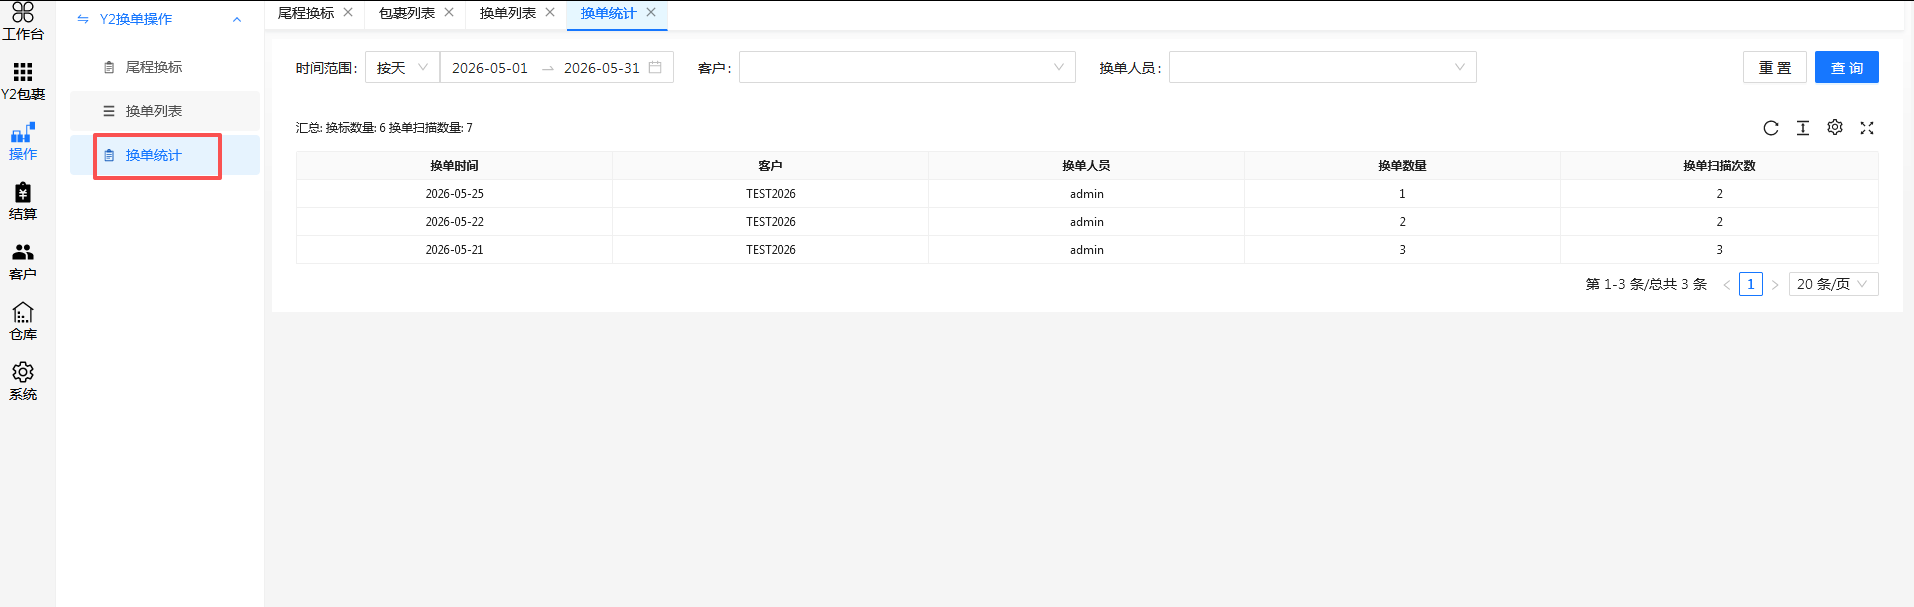 工作台
Y2包裹
操作
结算
客户
仓库
系统
Y2换单操作
尾程换标
换单列表
换单统计
尾程换标 包裹列表 换单列表 换单统计
时间范围: 按天 2026-05-01 → 2026-05-31 客户: 换单人员: 重 置 查 询
汇总: 换标数量: 6 换单扫描数量: 7
换单时间 客户 换单人员 换单数量 换单扫描次数
2026-05-25 TEST2026 admin 1 2
2026-05-22 TEST2026 admin 2 2
2026-05-21 TEST2026 admin 3 3
第 1-3 条/总共 3 条 < 1 > 20 条/页